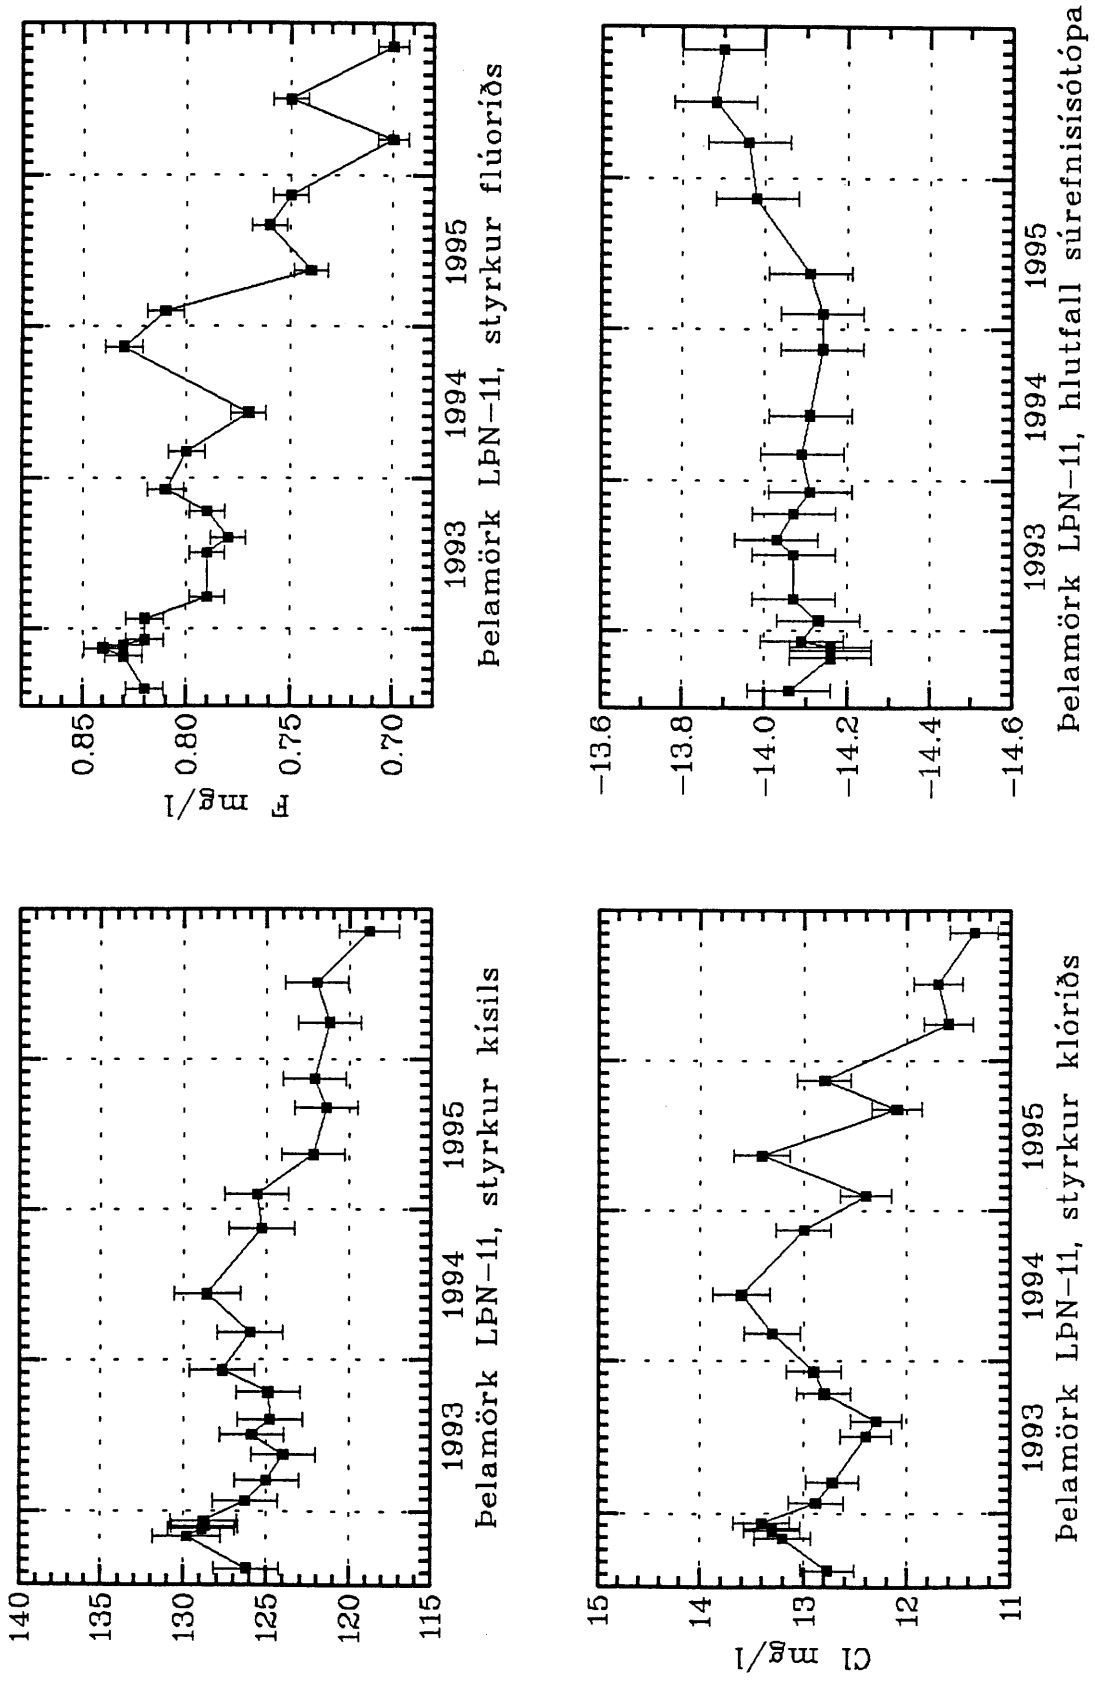 140
135
130
125
120
115
1993 1994 1995
Þelamörk LÞN-11, styrkur kísils
F mg/l
0.85
0.80
0.75
0.70
1993 1994 1995
Þelamörk LÞN-11, styrkur flúoríðs
Cl mg/l
15
14
13
12
11
1993 1994 1995
Þelamörk LÞN-11, styrkur klóríðs
-13.6
-13.8
-14.0
-14.2
-14.4
-14.6
1993 1994 1995
Þelamörk LÞN-11, hlutfall súrefnisísótópa